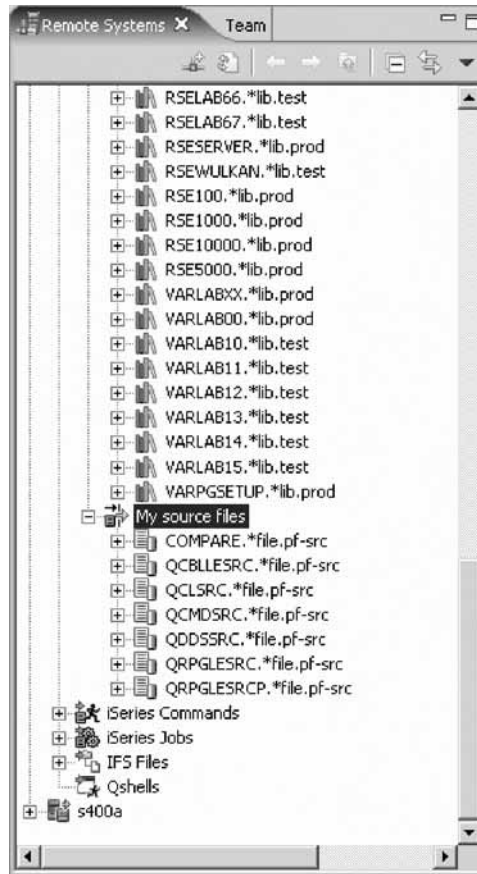 Remote Systems Team
RSELAB66.*lib.test
RSELAB67.*lib.test
RSESERVER.*lib.prod
RSEWULKAN.*lib.test
RSE100.*lib.prod
RSE1000.*lib.prod
RSE10000.*lib.prod
RSE5000.*lib.prod
VARLABXX.*lib.prod
VARLAB00.*lib.prod
VARLAB10.*lib.test
VARLAB11.*lib.test
VARLAB12.*lib.test
VARLAB13.*lib.test
VARLAB14.*lib.test
VARLAB15.*lib.test
VARPGSETUP.*lib.prod
My source files
COMPARE.*file.pf-src
QCBLLESRC.*file.pf-src
QCLSRC.*file.pf-src
QCMDSRC.*file.pf-src
QDDSSRC.*file.pf-src
QRPGLESRC.*file.pf-src
QRPGLESRCP.*file.pf-src
iSeries Commands
iSeries Jobs
IFS Files
Qshells
s400a